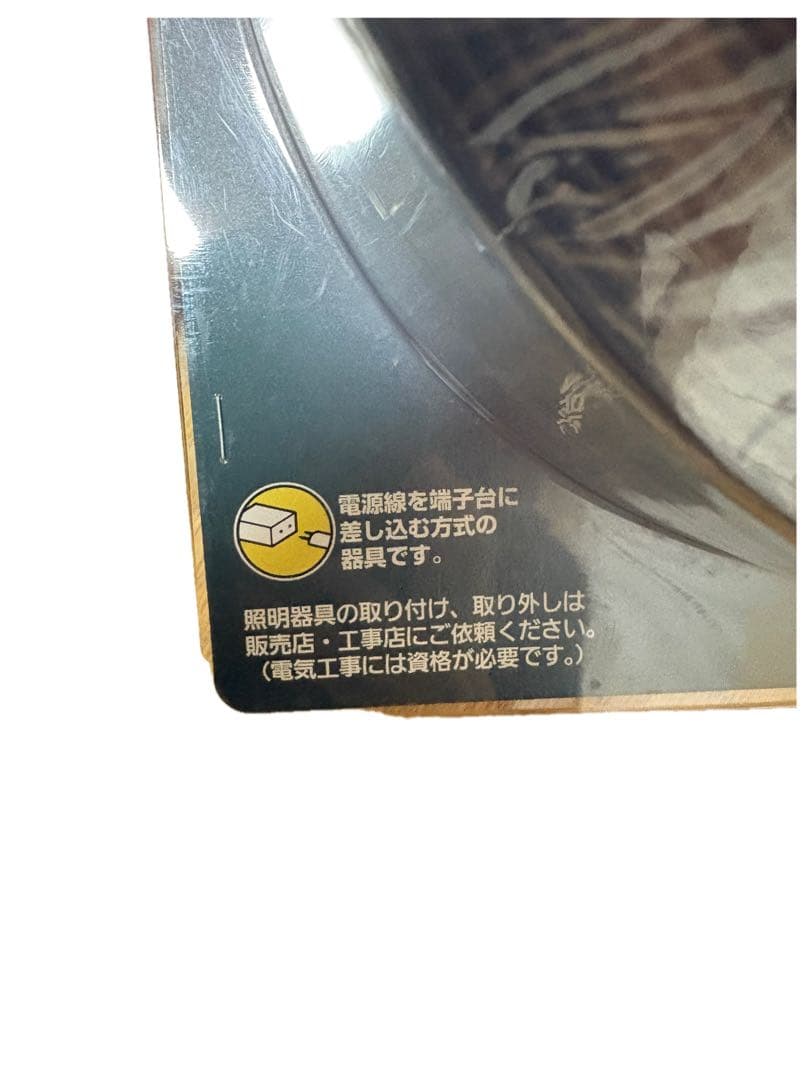 電源線を端子台に
差し込む方式の
器具です。
照明器具の取り付け、取り外しは
販売店・工事店にご依頼ください。
(電気工事には資格が必要です。)